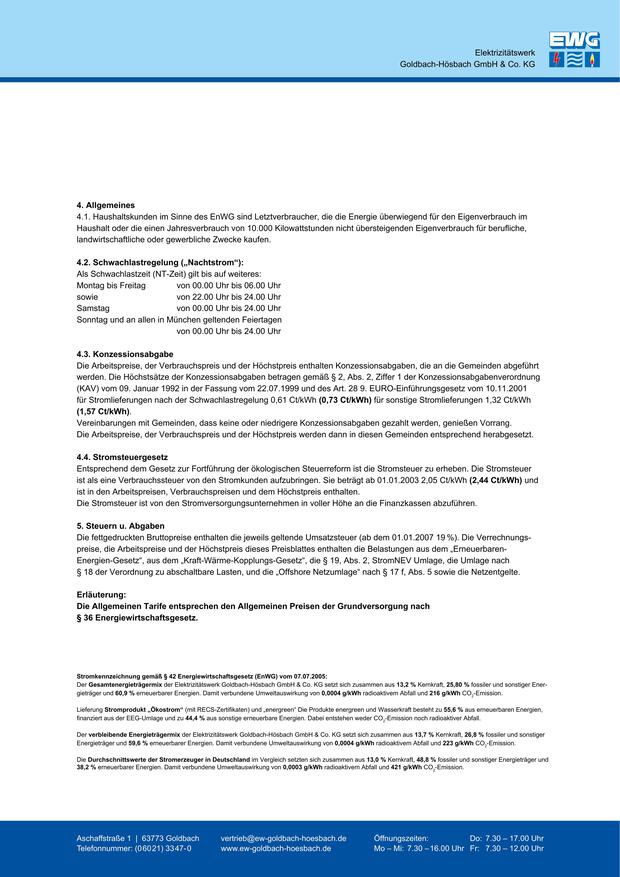 Elektrizitätswerk
Goldbach-Hösbach GmbH & Co. KG
EWG
4. Allgemeines
4.1. Haushaltskunden im Sinne des EnWG sind Letztverbraucher, die die Energie überwiegend für den Eigenverbrauch im
Haushalt oder die einen Jahresverbrauch von 10.000 Kilowattstunden nicht übersteigenden Eigenverbrauch für berufliche,
landwirtschaftliche oder gewerbliche Zwecke kaufen.
4.2. Schwachlastregelung („Nachtstrom“):
Als Schwachlastzeit (NT-Zeit) gilt bis auf weiteres:
Montag bis Freitag von 00.00 Uhr bis 06.00 Uhr
sowie von 22.00 Uhr bis 24.00 Uhr
Samstag von 00.00 Uhr bis 24.00 Uhr
Sonntag und an allen in München geltenden Feiertagen
von 00.00 Uhr bis 24.00 Uhr
4.3. Konzessionsabgabe
Die Arbeitspreise, der Verbrauchspreis und der Höchstpreis enthalten Konzessionsabgaben, die an die Gemeinden abgeführt
werden. Die Höchstsätze der Konzessionsabgaben betragen gemäß § 2, Abs. 2, Ziffer 1 der Konzessionsabgabenverordnung
(KAV) vom 09. Januar 1992 in der Fassung vom 22.07.1999 und des Art. 28 9. EURO-Einführungsgesetz vom 10.11.2001
für Stromlieferungen nach der Schwachlastregelung 0,61 Ct/kWh (0,73 Ct/kWh) für sonstige Stromlieferungen 1,32 Ct/kWh
(1,57 Ct/kWh).
Vereinbarungen mit Gemeinden, dass keine oder niedrigere Konzessionsabgaben gezahlt werden, genießen Vorrang.
Die Arbeitspreise, der Verbrauchspreis und der Höchstpreis werden dann in diesen Gemeinden entsprechend herabgesetzt.
4.4. Stromsteuergesetz
Entsprechend dem Gesetz zur Fortführung der ökologischen Steuerreform ist die Stromsteuer zu erheben. Die Stromsteuer
ist als eine Verbrauchssteuer von den Stromkunden aufzubringen. Sie beträgt ab 01.01.2003 2,05 Ct/kWh (2,44 Ct/kWh) und
ist in den Arbeitspreisen, Verbrauchspreisen und dem Höchstpreis enthalten.
Die Stromsteuer ist von den Stromversorgungsunternehmen in voller Höhe an die Finanzkassen abzuführen.
5. Steuern u. Abgaben
Die fettgedruckten Bruttopreise enthalten die jeweils geltende Umsatzsteuer (ab dem 01.01.2007 19 %). Die Verrechnungs-
preise, die Arbeitspreise und der Höchstpreis dieses Preisblattes enthalten die Belastungen aus dem „Erneuerbaren-
Energien-Gesetz“, aus dem „Kraft-Wärme-Kopplungs-Gesetz“, die § 19, Abs. 2, StromNEV Umlage, die Umlage nach
§ 18 der Verordnung zu abschaltbare Lasten, und die „Offshore Netzumlage“ nach § 17 f, Abs. 5 sowie die Netzentgelte.
Erläuterung:
Die Allgemeinen Tarife entsprechen den Allgemeinen Preisen der Grundversorgung nach
§ 36 Energiewirtschaftsgesetz.
Stromkennzeichnung gemäß § 42 Energiewirtschaftsgesetz (EnWG) vom 07.07.2005:
Der Gesamtenergieträgermix der Elektrizitätswerk Goldbach-Hösbach GmbH & Co. KG setzt sich zusammen aus 13,2 % Kernkraft, 25,80 % fossiler und sonstiger Ener-
gieträger und 60,9 % erneuerbarer Energien. Damit verbundene Umweltauswirkung von 0,0004 g/kWh radioaktivem Abfall und 216 g/kWh CO₂-Emission.
Lieferung Stromprodukt „Ökostrom“ (mit RECS-Zertifikaten) und „energreen“ Die Produkte energreen und Wasserkraft besteht zu 55,6 % aus erneuerbaren Energien,
finanziert aus der EEG-Umlage und zu 44,4 % aus sonstige erneuerbare Energien. Dabei entstehen weder CO₂-Emission noch radioaktiver Abfall.
Der verbleibende Energieträgermix der Elektrizitätswerk Goldbach-Hösbach GmbH & Co. KG setzt sich zusammen aus 13,7 % Kernkraft, 26,8 % fossiler und sonstiger
Energieträger und 59,6 % erneuerbarer Energien. Damit verbundene Umweltauswirkung von 0,0004 g/kWh radioaktivem Abfall und 223 g/kWh CO₂-Emission.
Die Durchschnittswerte der Stromerzeuger in Deutschland im Vergleich setzten sich zusammen aus 13,0 % Kernkraft, 48,8 % fossiler und sonstiger Energieträger und
38,2 % erneuerbarer Energien. Damit verbundene Umweltauswirkung von 0,0003 g/kWh radioaktivem Abfall und 421 g/kWh CO₂-Emission.
Aschaffstraße 1 | 63773 Goldbach vertrieb@ew-goldbach-hoesbach.de Öffnungszeiten: Do: 7.30 – 17.00 Uhr
Telefonnummer: (06021) 3347-0 www.ew-goldbach-hoesbach.de Mo – Mi: 7.30 – 16.00 Uhr Fr: 7.30 – 12.00 Uhr